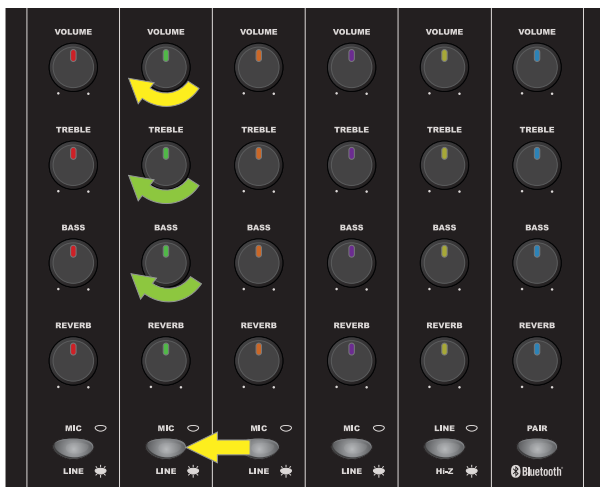 VOLUME VOLUME VOLUME VOLUME VOLUME VOLUME
TREBLE TREBLE TREBLE TREBLE TREBLE TREBLE
BASS BASS BASS BASS BASS BASS
REVERB REVERB REVERB REVERB REVERB REVERB
MIC MIC MIC MIC LINE PAIR
LINE LINE LINE LINE Hi-Z Bluetooth